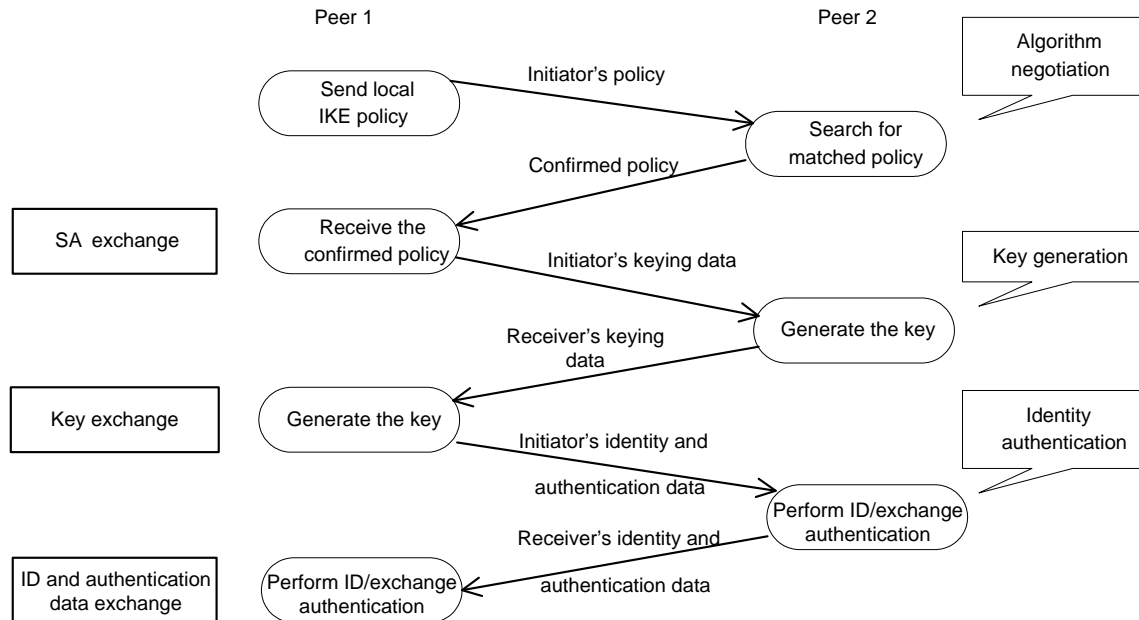 Peer 1
Peer 2
Algorithm
negotiation
Initiator's policy
Send local
IKE policy
Search for
matched policy
Confirmed policy
SA exchange
Receive the
confirmed policy
Initiator's keying data
Key generation
Generate the key
Receiver's keying
data
Key exchange
Generate the key
Initiator's identity and
authentication data
Identity
authentication
Perform ID/exchange
authentication
Receiver's identity and
authentication data
ID and authentication
data exchange
Perform ID/exchange
authentication